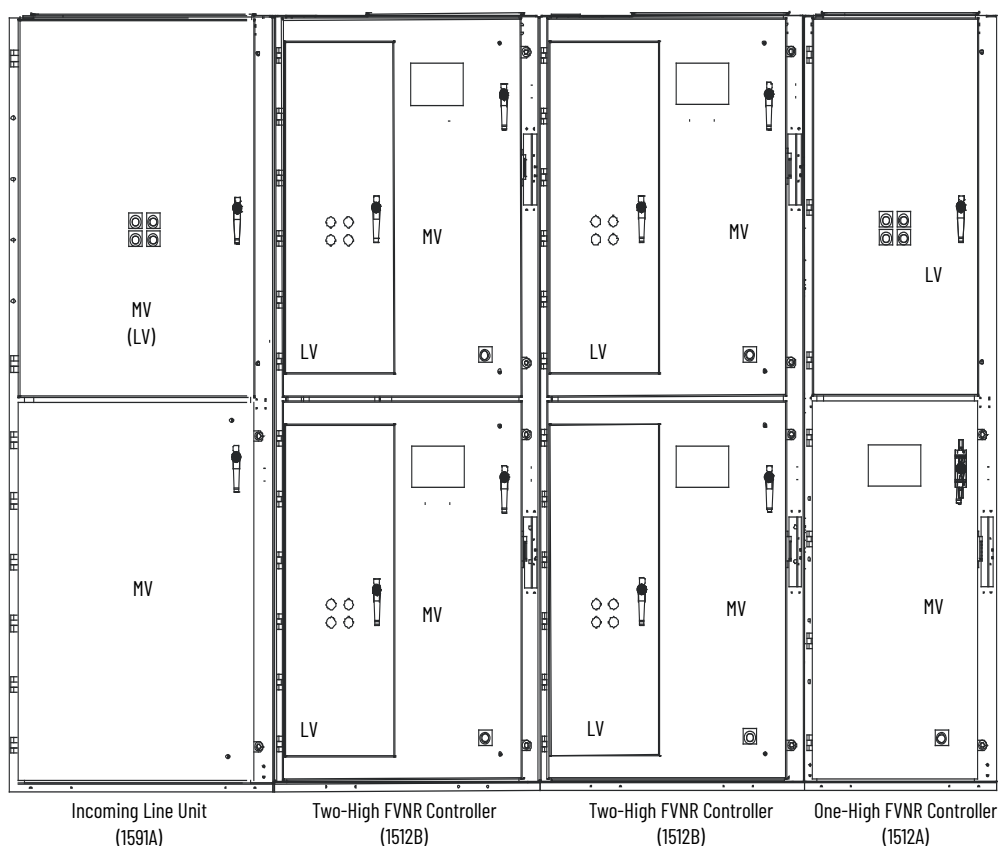 MV
(LV)
MV
LV
MV
LV
LV
MV
MV
LV
MV
LV
MV
LV
MV
Incoming Line Unit
(1591A)
Two-High FVNR Controller
(1512B)
Two-High FVNR Controller
(1512B)
One-High FVNR Controller
(1512A)